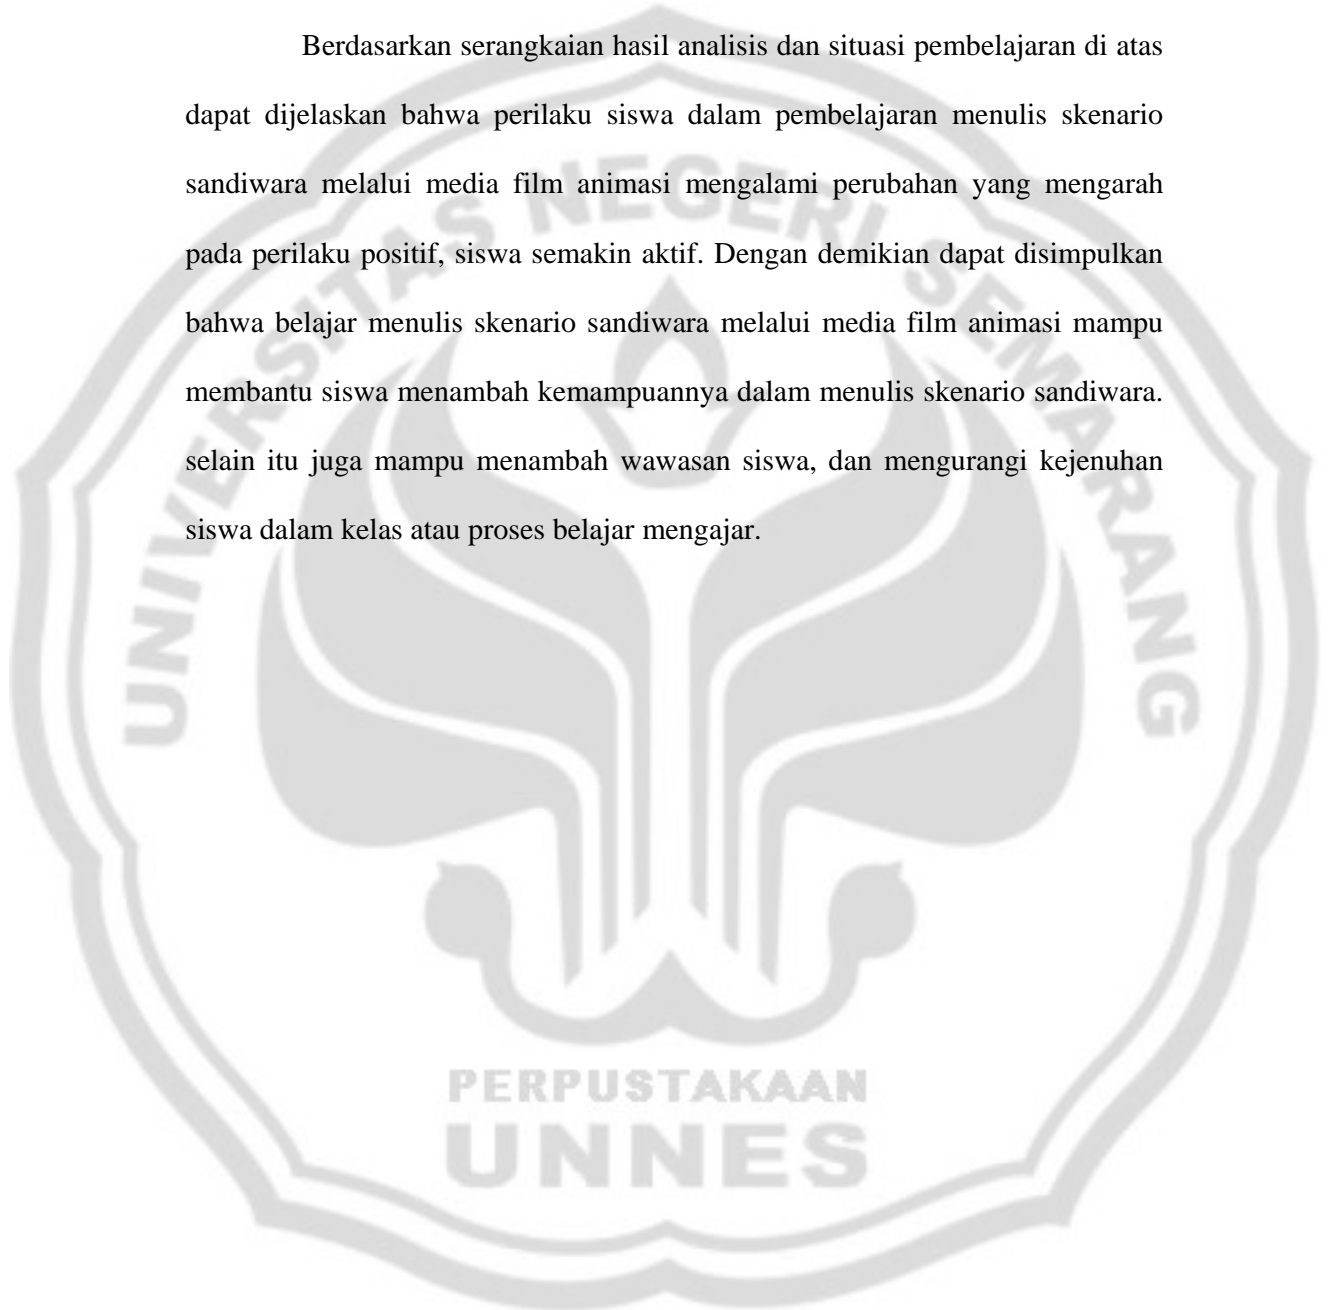 Berdasarkan serangkaian hasil analisis dan situasi pembelajaran di atas
dapat dijelaskan bahwa perilaku siswa dalam pembelajaran menulis skenario
sandiwara melalui media film animasi mengalami perubahan yang mengarah
pada perilaku positif, siswa semakin aktif. Dengan demikian dapat disimpulkan
bahwa belajar menulis skenario sandiwara melalui media film animasi mampu
membantu siswa menambah kemampuannya dalam menulis skenario sandiwara.
selain itu juga mampu menambah wawasan siswa, dan mengurangi kejenuhan
siswa dalam kelas atau proses belajar mengajar.
UNIVERSITAS NEGERI SEMARANG
PERPUSTAKAAN
UNNES